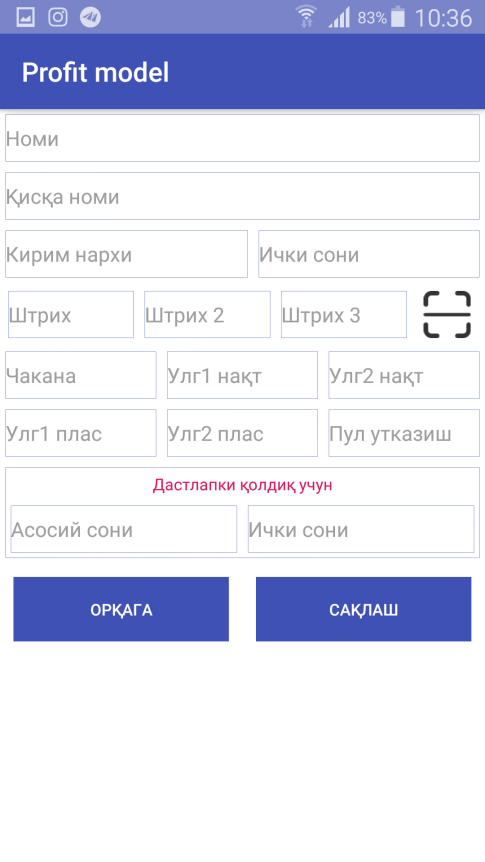 83% 10:36
Profit model
Номи
Қисқа номи
Кирим нархи Ички сони
Штрих Штрих 2 Штрих 3
Чакана Улг1 нақт Улг2 нақт
Улг1 плас Улг2 плас Пул утказиш
Дастлапки қолдиқ учун
Асосий сони Ички сони
ОРҚАГА САҚЛАШ